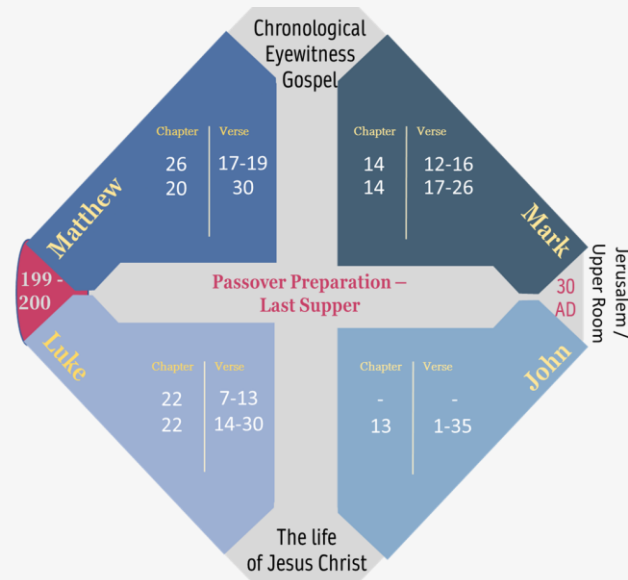 Chronological
Eyewitness
Gospel
Matthew
Chapter Verse
26 17-19
20 30
Mark
Chapter Verse
14 12-16
14 17-26
199 -
200
Passover Preparation –
Last Supper
30
AD
Jerusalem /
Upper Room
Luke
Chapter Verse
22 7-13
22 14-30
John
Chapter Verse
- -
13 1-35
The life
of Jesus Christ